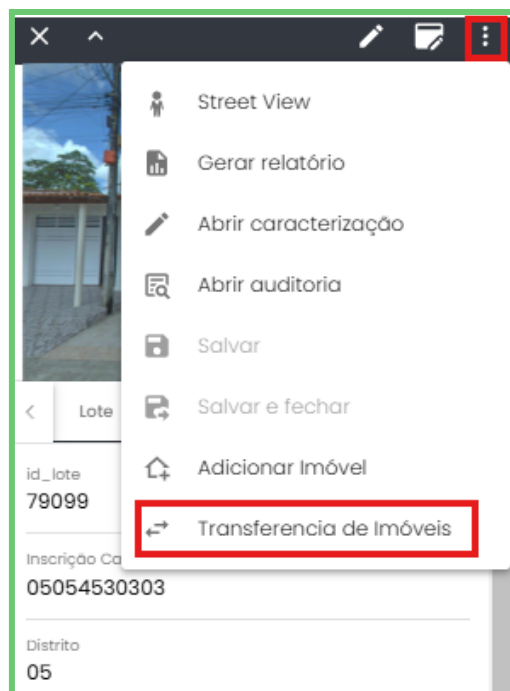 Street View
Gerar relatório
Abrir caracterização
Abrir auditoria
Salvar
Salvar e fechar
Adicionar Imóvel
Transferencia de Imóveis
Lote
id_lote
79099
Inscrição
05054530303
Distrito
05